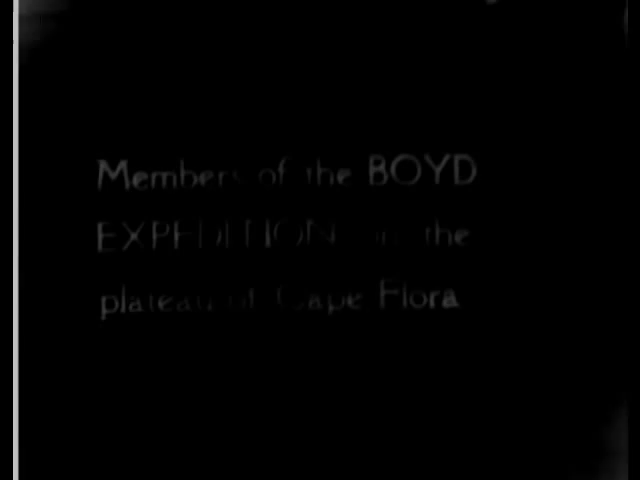 Members of the BOYD
EXPEDITION on the
plateau of Cape Flora